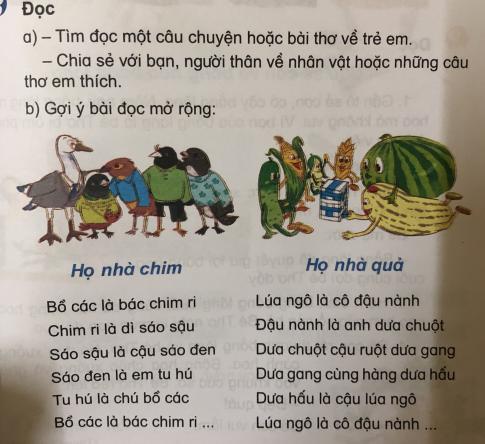 Đọc
a) – Tìm đọc một câu chuyện hoặc bài thơ về trẻ em.
– Chia sẻ với bạn, người thân về nhân vật hoặc những câu
thơ em thích.
b) Gợi ý bài đọc mở rộng:
Họ nhà chim
Bồ các là bác chim ri
Chim ri là dì sáo sậu
Sáo sậu là cậu sáo đen
Sáo đen là em tu hú
Tu hú là chú bồ các
Bồ các là bác chim ri ...
Họ nhà quả
Lúa ngô là cô đậu nành
Đậu nành là anh dưa chuột
Dưa chuột cậu ruột dưa gang
Dưa gang cùng hàng dưa hấu
Dưa hấu là cậu lúa ngô
Lúa ngô là cô đậu nành ...